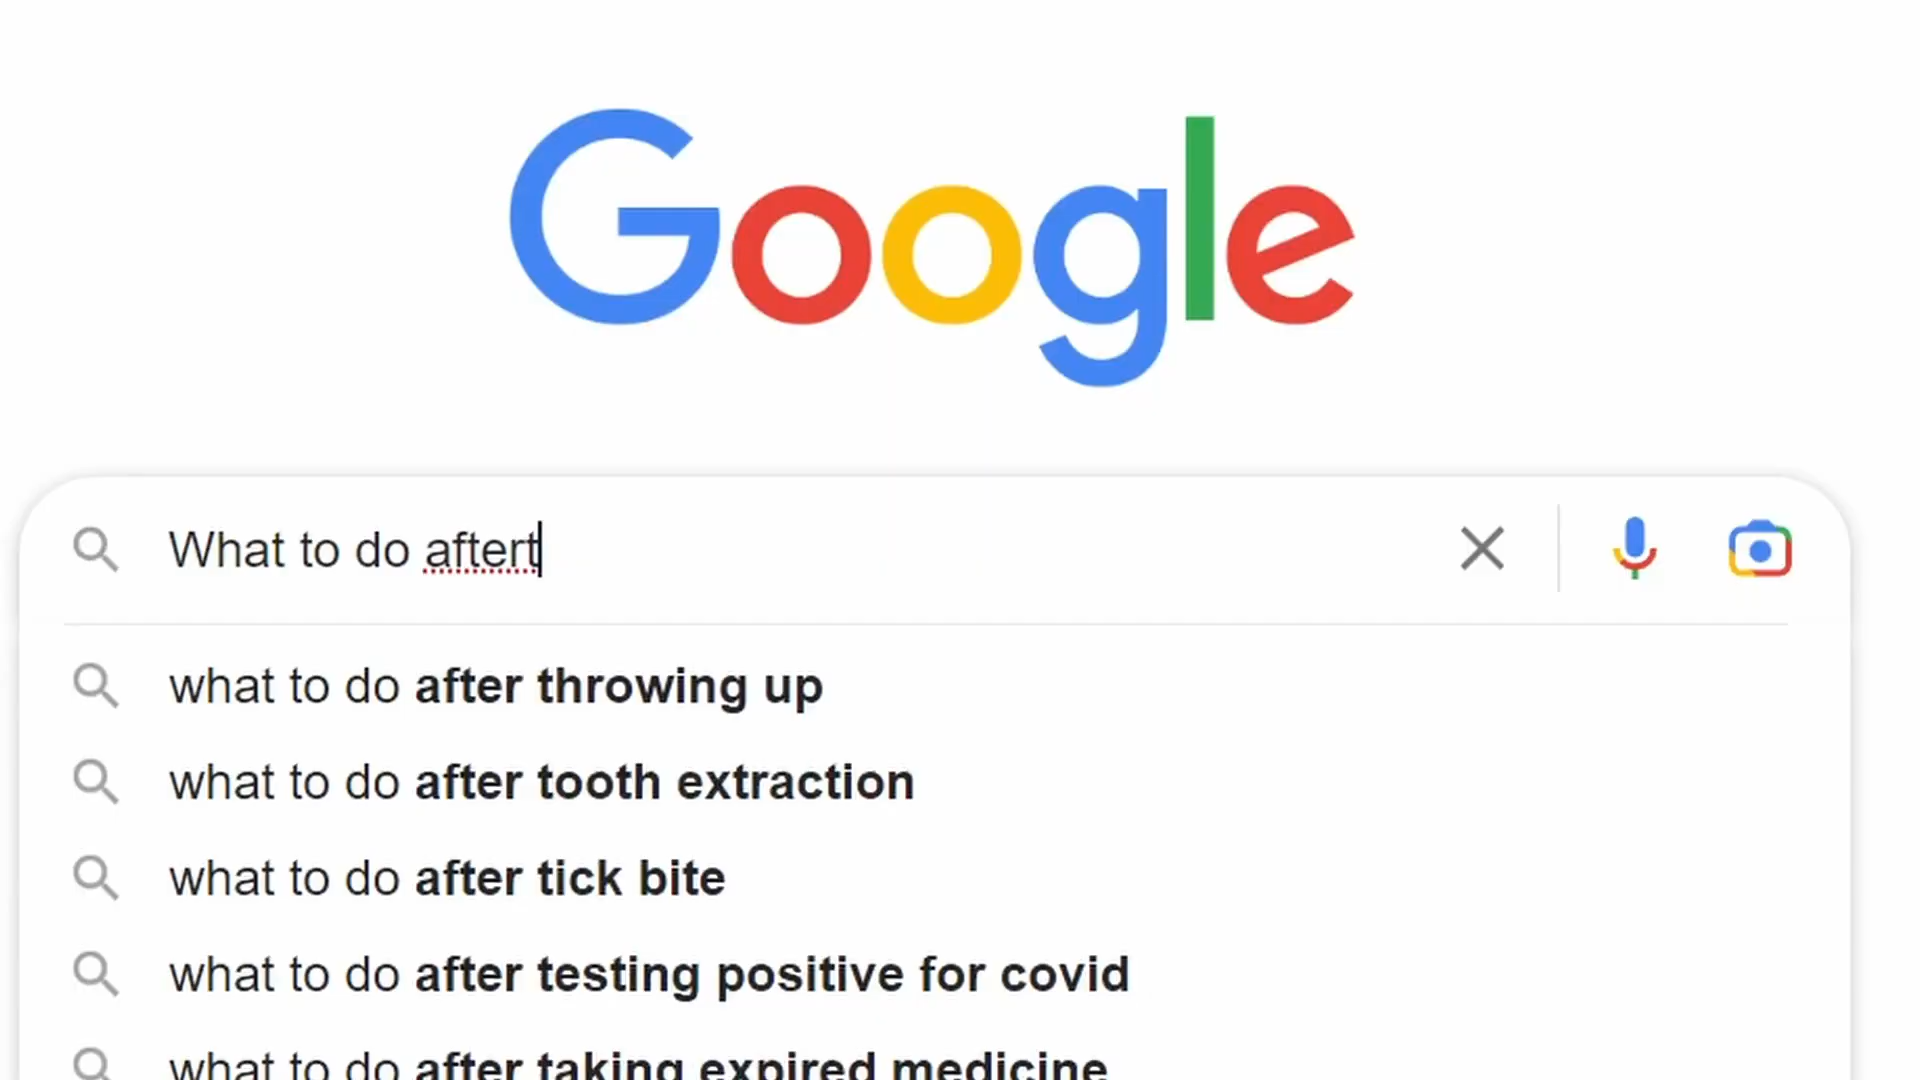 Google
What to do aftert
what to do after throwing up
what to do after tooth extraction
what to do after tick bite
what to do after testing positive for covid
what to do after taking expired medicine